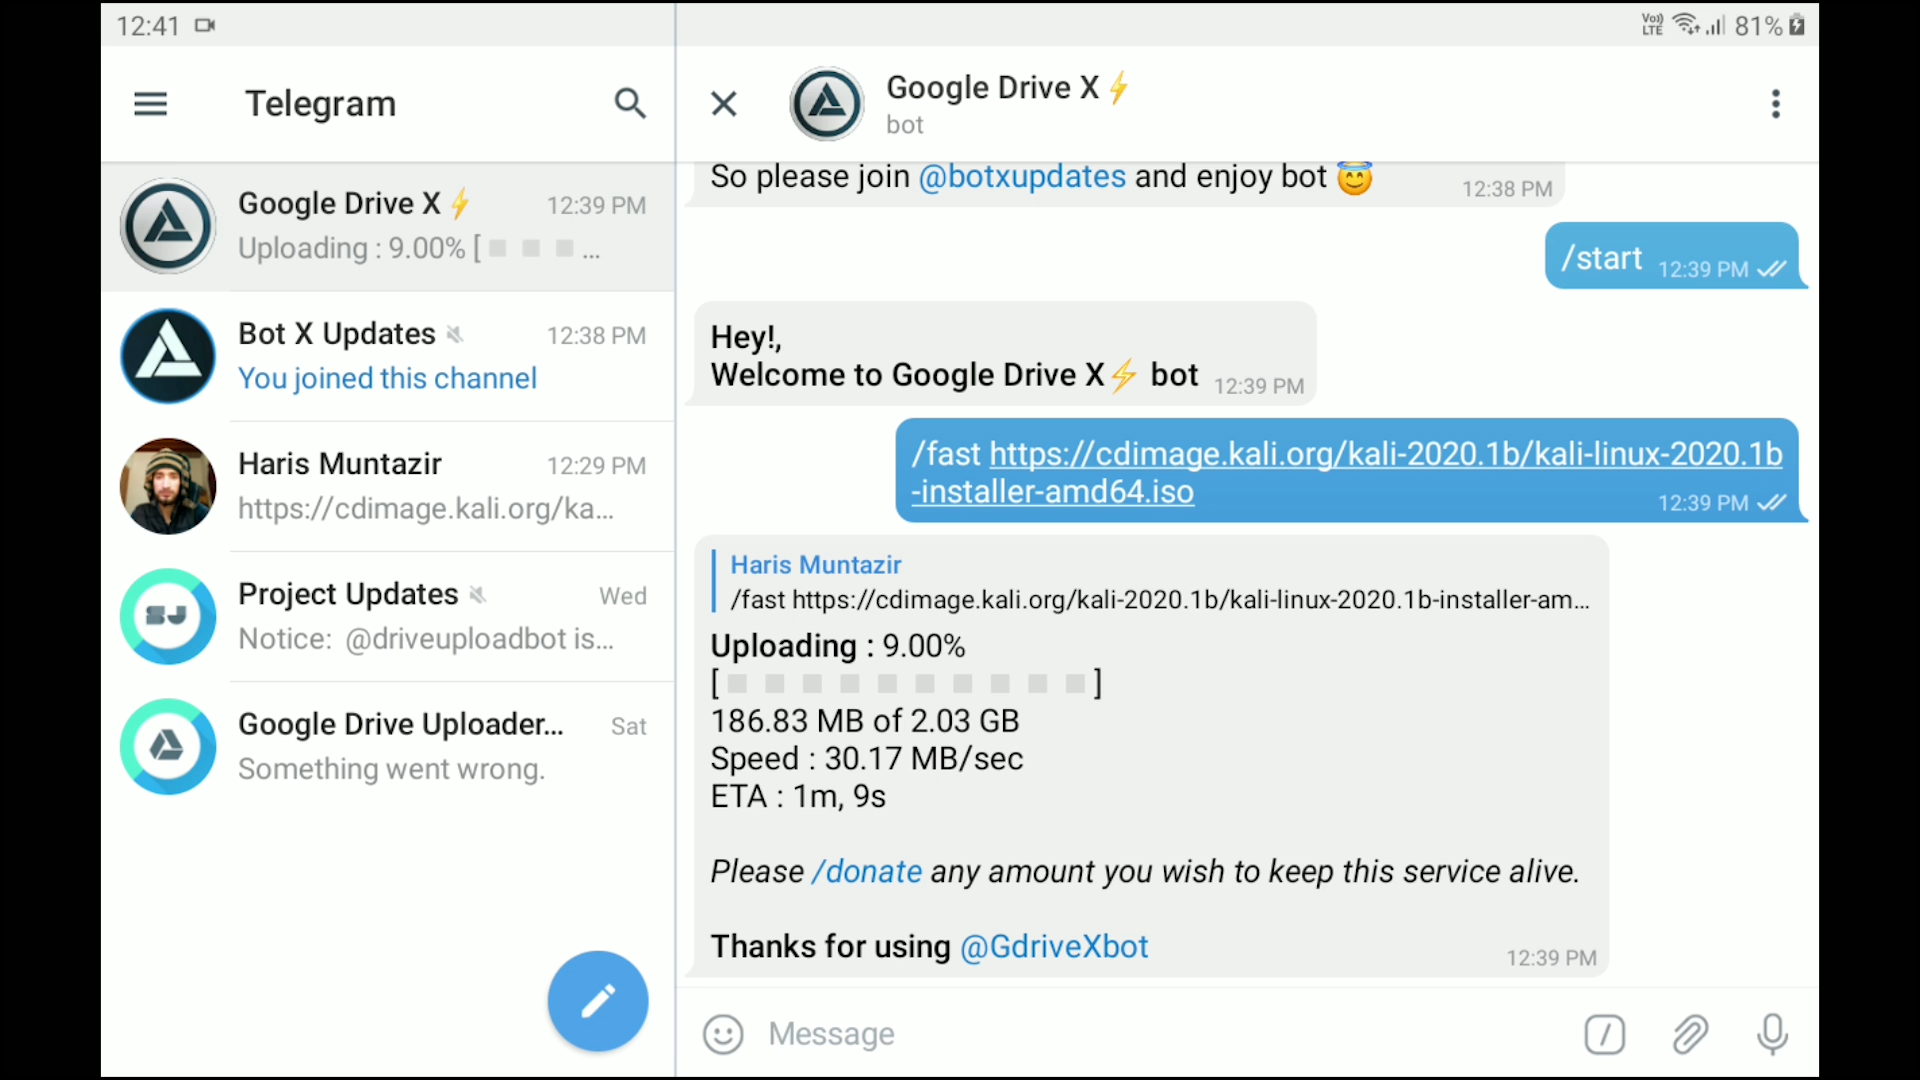 12:41
Vo)) LTE 81%
Telegram
Google Drive X⚡
bot
Google Drive X⚡ 12:39 PM
Uploading : 9.00% [ ...
Bot X Updates 12:38 PM
You joined this channel
Haris Muntazir 12:29 PM
https://cdimage.kali.org/ka...
Project Updates Wed
Notice: @driveuploadbot is...
Google Drive Uploader... Sat
Something went wrong.
So please join @botxupdates and enjoy bot 😇 12:38 PM
/start 12:39 PM
Hey!,
Welcome to Google Drive X⚡ bot 12:39 PM
/fast https://cdimage.kali.org/kali-2020.1b/kali-linux-2020.1b
-installer-amd64.iso 12:39 PM
Haris Muntazir
/fast https://cdimage.kali.org/kali-2020.1b/kali-linux-2020.1b-installer-am...
Uploading : 9.00%
[ ]
186.83 MB of 2.03 GB
Speed : 30.17 MB/sec
ETA : 1m, 9s
Please /donate any amount you wish to keep this service alive.
Thanks for using @GdriveXbot 12:39 PM
Message